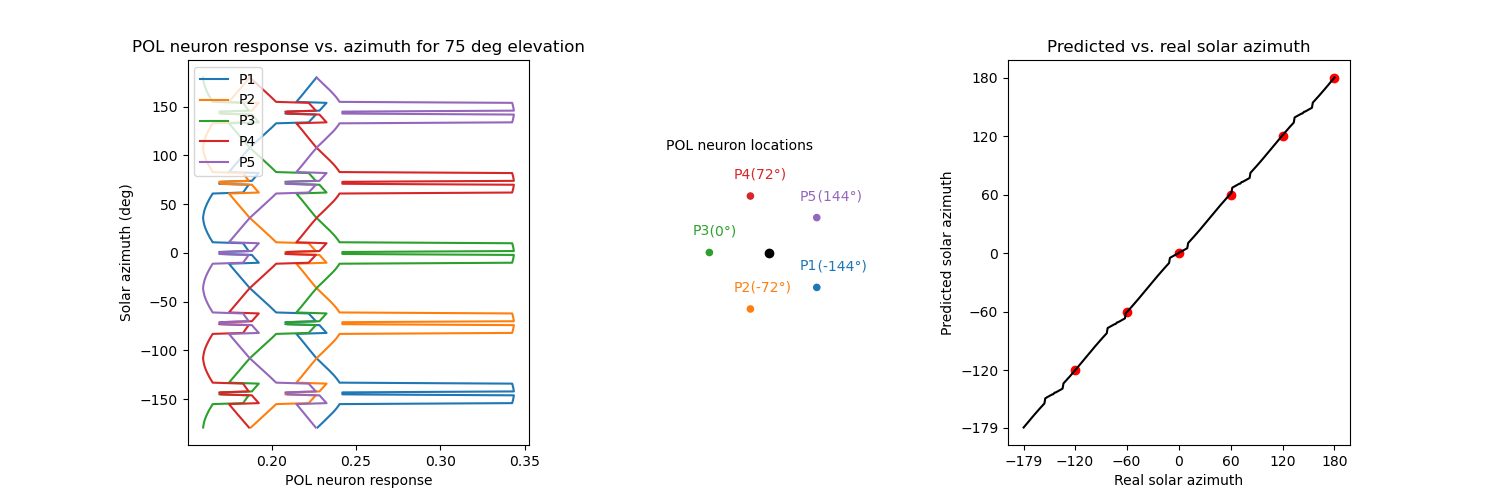 POL neuron response vs. azimuth for 75 deg elevation
P1
P2
P3
P4
P5
150
100
50
0
−50
−100
−150
Solar azimuth (deg)
0.20 0.25 0.30 0.35
POL neuron response
POL neuron locations
P4(72°)
P5(144°)
P3(0°)
P1(-144°)
P2(-72°)
Predicted vs. real solar azimuth
180
120
60
0
−60
−120
−179
Predicted solar azimuth
−179 −120 −60 0 60 120 180
Real solar azimuth